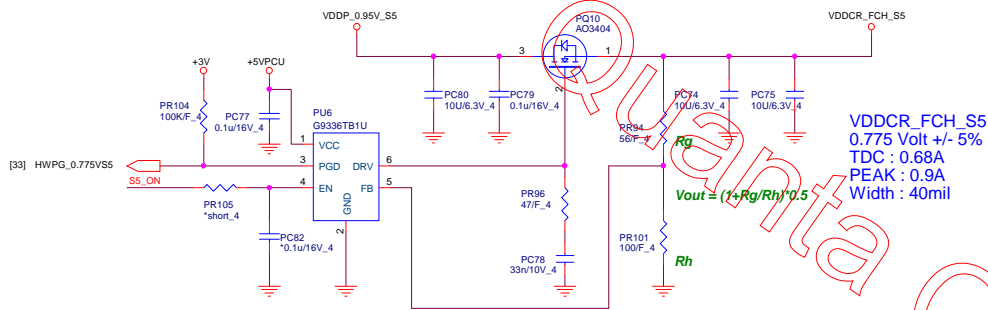 VDDP_0.95V_S5
VDDCR_FCH_S5
PQ10
AO3404
3
1
2
+3V
+5VPCU
PR104
100K/F_4
PC77
0.1u/16V_4
PU6
G9336TB1U
PC80
10U/6.3V_4
PC79
0.1u/16V_4
PC74
10U/6.3V_4
PC75
10U/6.3V_4
PR94
56/F_4
Rg
VDDCR_FCH_S5
0.775 Volt +/- 5%
TDC : 0.68A
PEAK : 0.9A
Width : 40mil
1
VCC
[33] HWPG_0.775VS5
3
PGD
DRV
6
S5_ON
4
EN
FB
5
GND
2
PR105
*short_4
PC82
*0.1u/16V_4
PR96
47/F_4
Vout = (1+Rg/Rh)*0.5
PR101
100/F_4
Rh
PC78
33n/10V_4
Quanta C